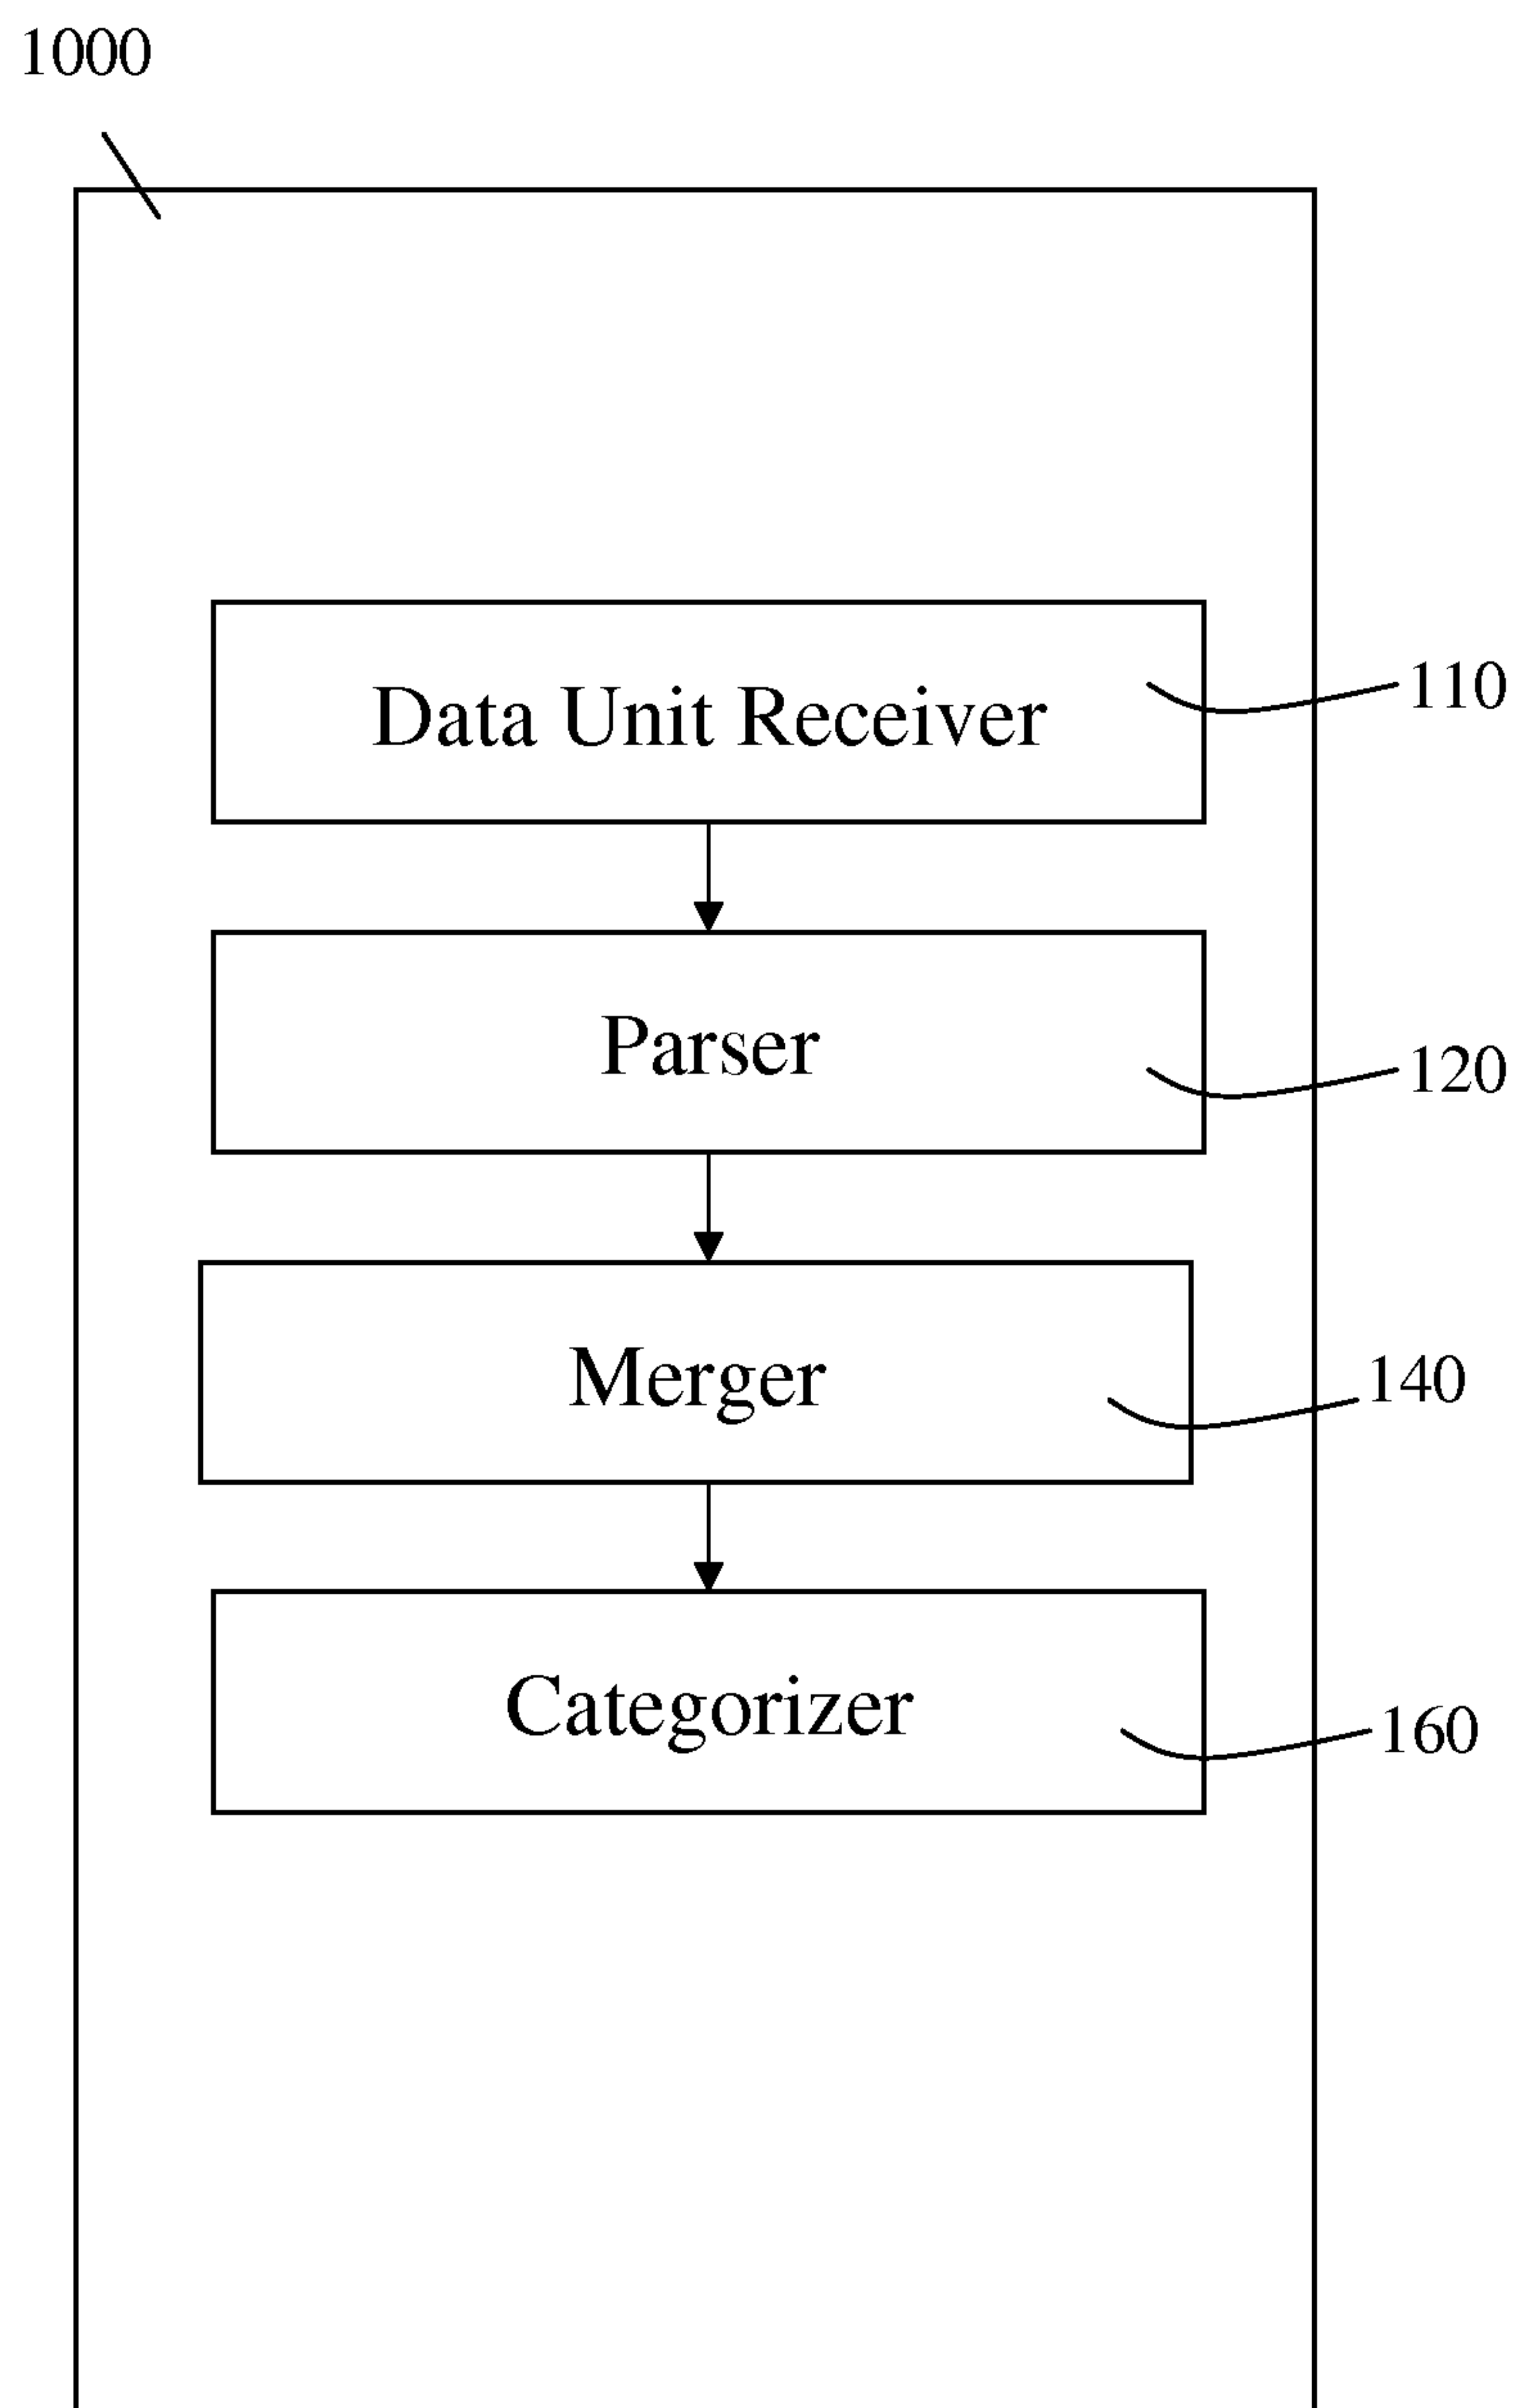 1000
Data Unit Receiver
110
Parser
120
Merger
140
Categorizer
160